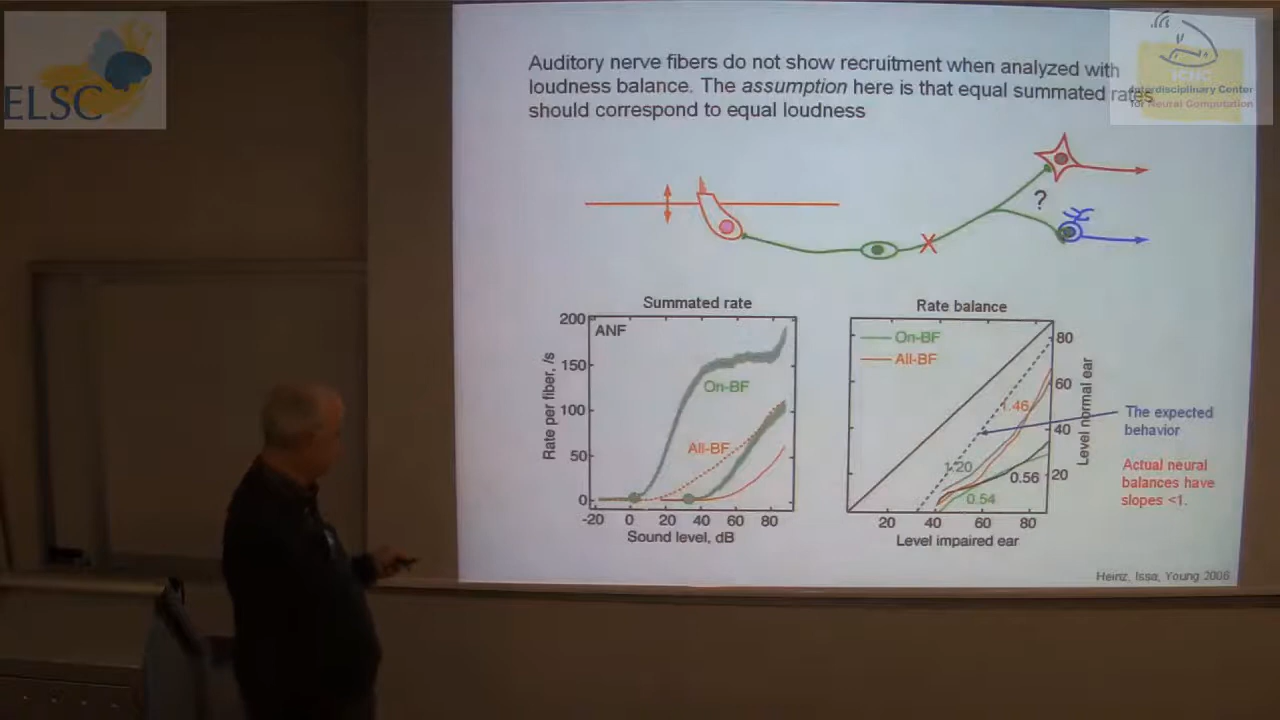 ELSC
ICNC
Interdisciplinary Center
for Neural Computation
Auditory nerve fibers do not show recruitment when analyzed with
loudness balance. The assumption here is that equal summated rates
should correspond to equal loudness
?
Summated rate
200
150
100
50
0
ANF
On-BF
All-BF
Rate per fiber, /s
-20 0 20 40 60 80
Sound level, dB
Rate balance
On-BF
All-BF
1.46
1.20
0.56
0.54
80
60
40
20
Level normal ear
20 40 60 80
Level impaired ear
The expected
behavior
Actual neural
balances have
slopes <1.
Heinz, Issa, Young 2006